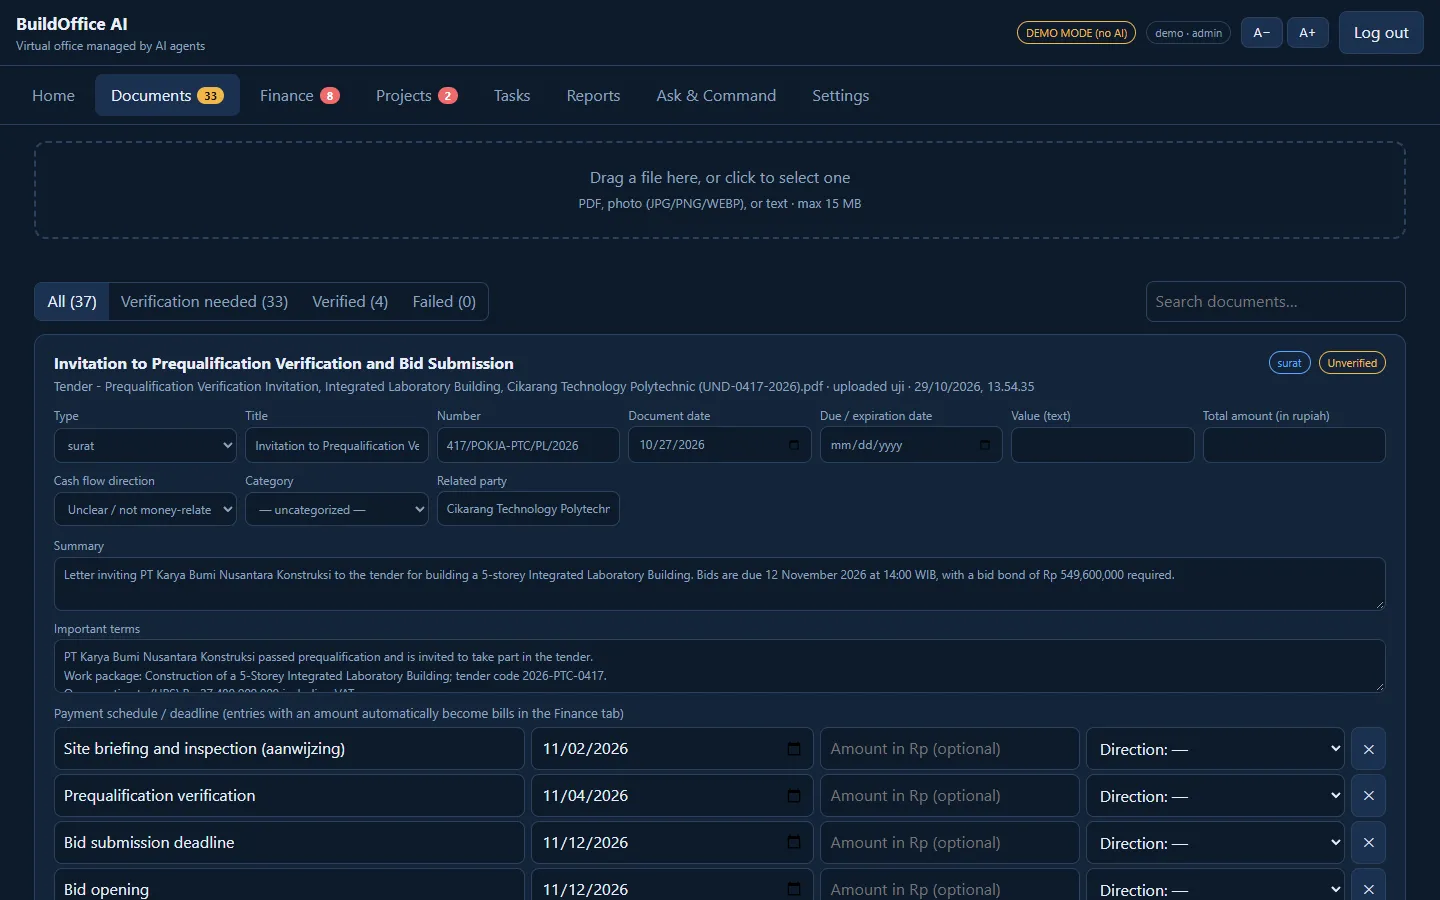 BuildOffice AI
Virtual office managed by AI agents
DEMO MODE (no AI)
demo · admin
A−
A+
Log out
Home
Documents 33
Finance 8
Projects 2
Tasks
Reports
Ask & Command
Settings
Drag a file here, or click to select one
PDF, photo (JPG/PNG/WEBP), or text · max 15 MB
All (37)
Verification needed (33)
Verified (4)
Failed (0)
Search documents...
Invitation to Prequalification Verification and Bid Submission
surat
Unverified
Tender - Prequalification Verification Invitation, Integrated Laboratory Building, Cikarang Technology Polytechnic (UND-0417-2026).pdf · uploaded uji · 29/10/2026, 13.54.35
Type
Title
Number
Document date
Due / expiration date
Value (text)
Total amount (in rupiah)
surat
Invitation to Prequalification Ve
417/POKJA-PTC/PL/2026
10/27/2026
mm/dd/yyyy
Cash flow direction
Category
Related party
Unclear / not money-relate
— uncategorized —
Cikarang Technology Polytechr
Summary
Letter inviting PT Karya Bumi Nusantara Konstruksi to the tender for building a 5-storey Integrated Laboratory Building. Bids are due 12 November 2026 at 14:00 WIB, with a bid bond of Rp 549,600,000 required.
Important terms
PT Karya Bumi Nusantara Konstruksi passed prequalification and is invited to take part in the tender.
Work package: Construction of a 5-Storey Integrated Laboratory Building; tender code 2026-PTC-0417.
Payment schedule / deadline (entries with an amount automatically become bills in the Finance tab)
Site briefing and inspection (aanwijzing)
11/02/2026
Amount in Rp (optional)
Direction: —
×
Prequalification verification
11/04/2026
Amount in Rp (optional)
Direction: —
×
Bid submission deadline
11/12/2026
Amount in Rp (optional)
Direction: —
×
Bid opening
11/12/2026
Amount in Rp (optional)
Direction: —
×